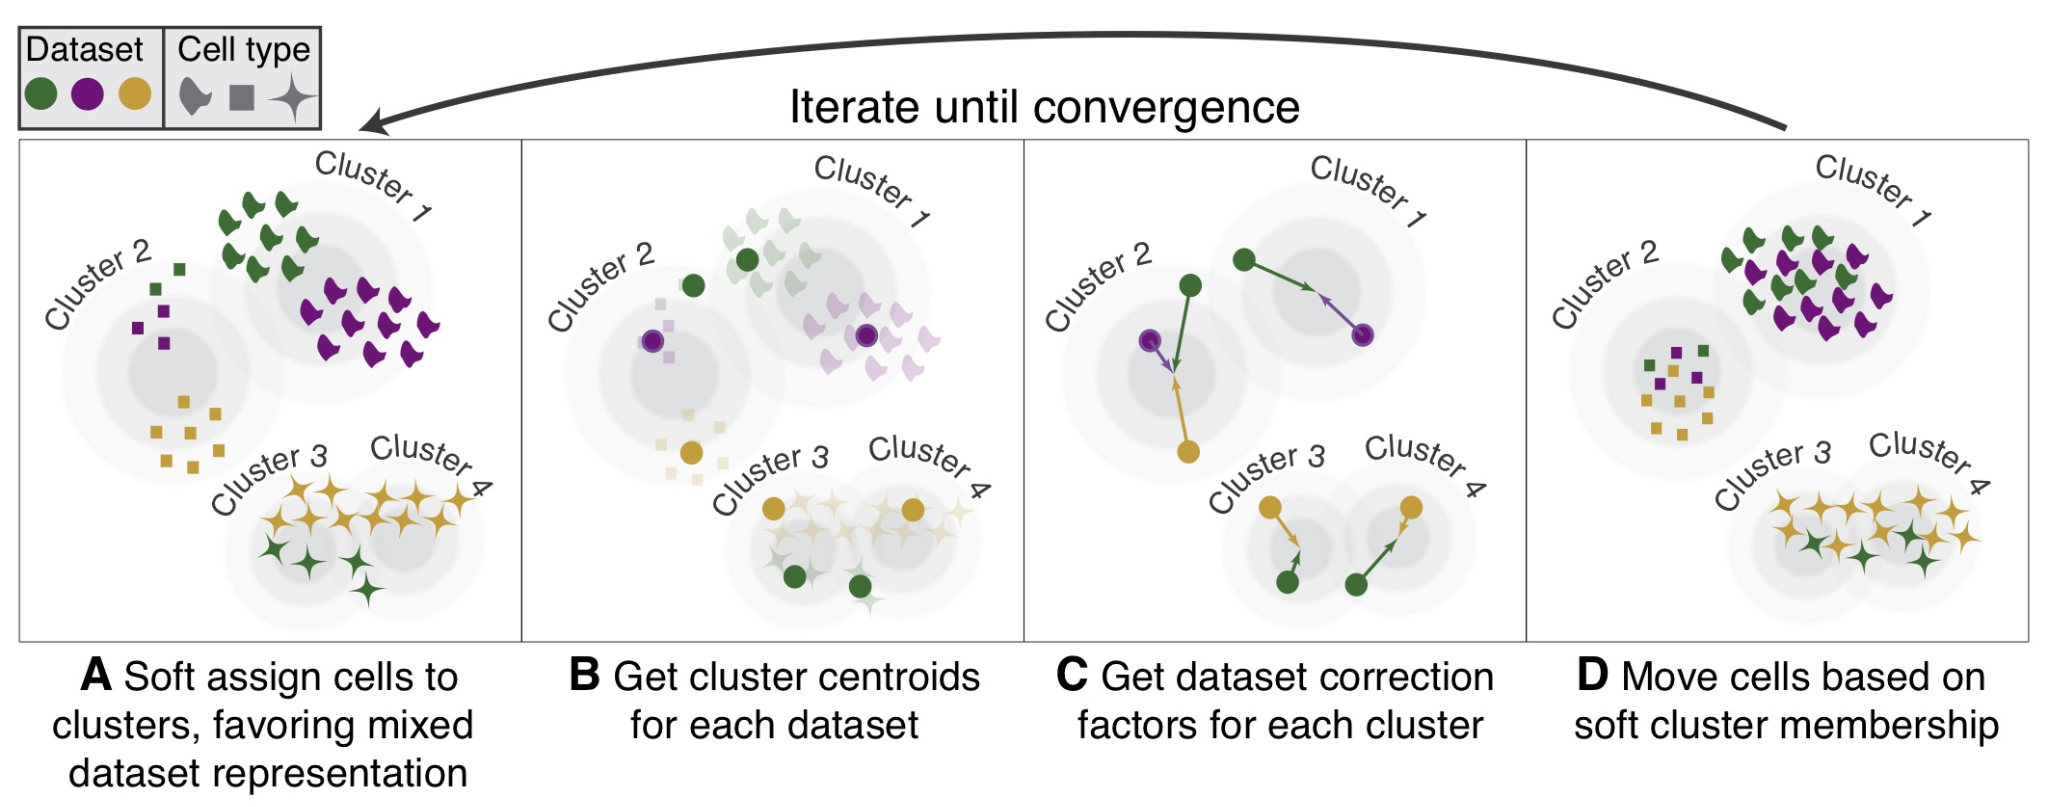 Dataset
Cell type
Iterate until convergence
Cluster 1
Cluster 2
Cluster 3
Cluster 4
Cluster 1
Cluster 2
Cluster 3
Cluster 4
Cluster 1
Cluster 2
Cluster 3
Cluster 4
Cluster 1
Cluster 2
Cluster 3
Cluster 4
A Soft assign cells to
clusters, favoring mixed
dataset representation
B Get cluster centroids
for each dataset
C Get dataset correction
factors for each cluster
D Move cells based on
soft cluster membership